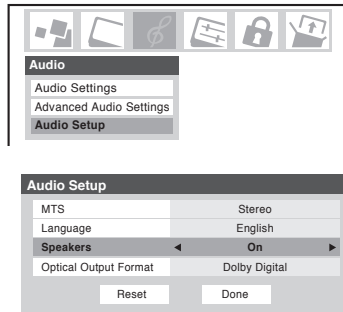 Audio
Audio Settings
Advanced Audio Settings
Audio Setup
Audio Setup
MTS Stereo
Language English
Speakers ◀ On ▶
Optical Output Format Dolby Digital
Reset Done